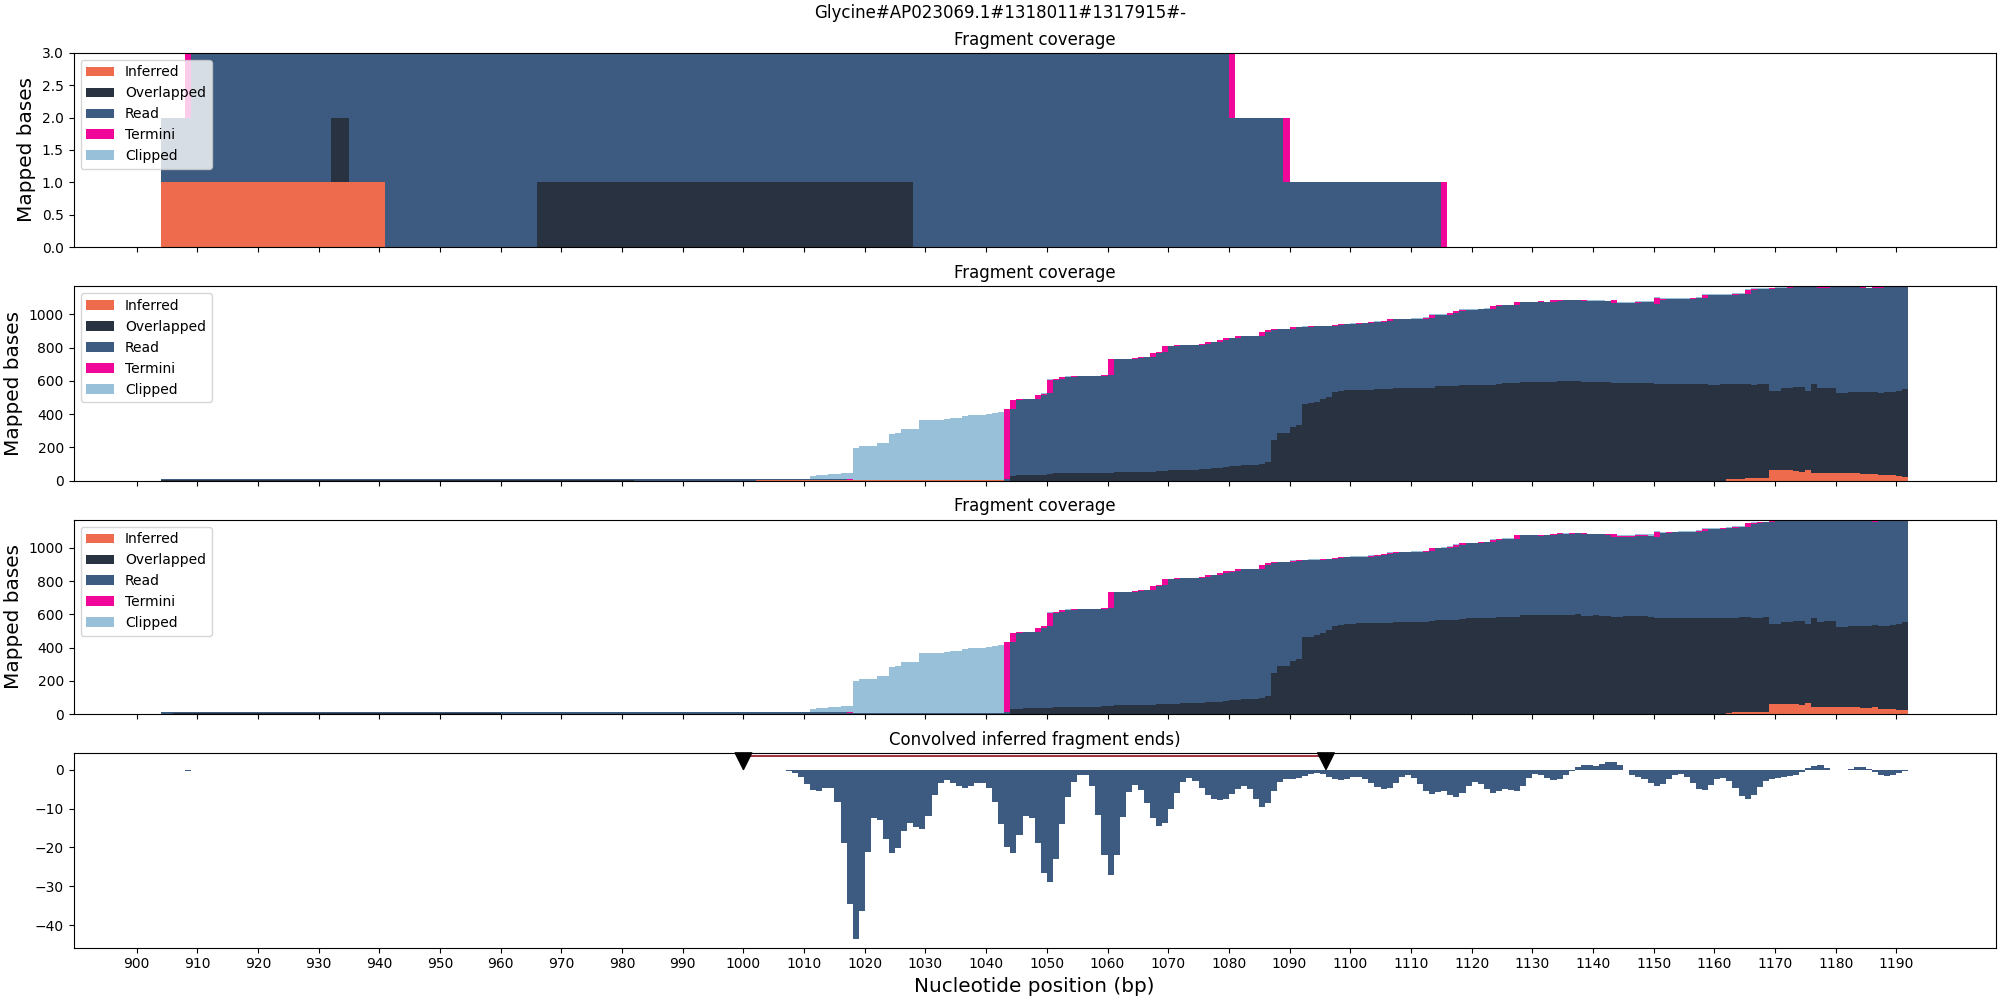 Glycine#AP023069.1#1318011#1317915#-
Fragment coverage
Mapped bases
3.0
2.5
2.0
1.5
1.0
0.5
0.0
Inferred
Overlapped
Read
Termini
Clipped
Fragment coverage
Mapped bases
1000
800
600
400
200
0
Inferred
Overlapped
Read
Termini
Clipped
Fragment coverage
Mapped bases
1000
800
600
400
200
0
Inferred
Overlapped
Read
Termini
Clipped
Convolved inferred fragment ends)
0
−10
−20
−30
−40
900 910 920 930 940 950 960 970 980 990 1000 1010 1020 1030 1040 1050 1060 1070 1080 1090 1100 1110 1120 1130 1140 1150 1160 1170 1180 1190
Nucleotide position (bp)